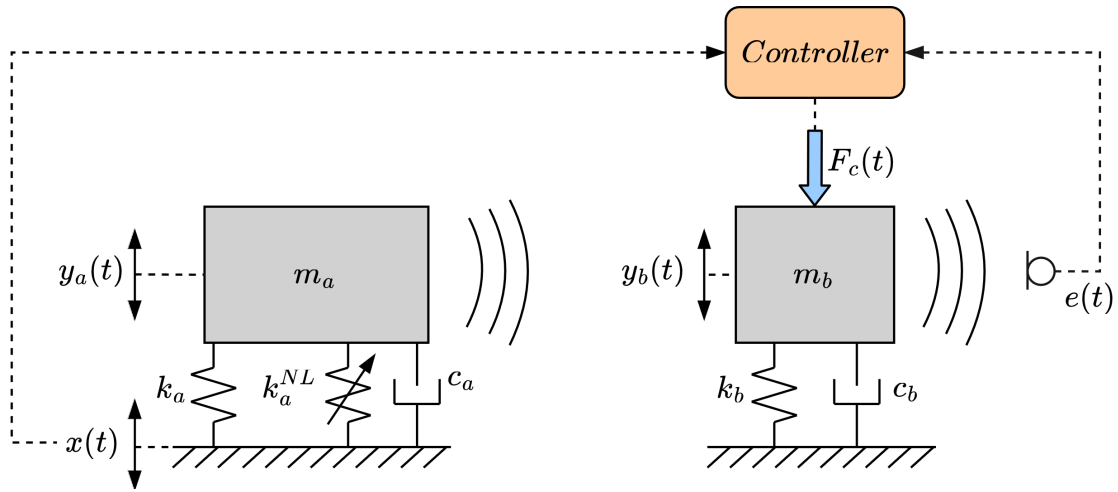 Controller
F_c(t)
y_a(t)
m_a
y_b(t)
m_b
e(t)
k_a
k_a^{NL}
c_a
k_b
c_b
x(t)